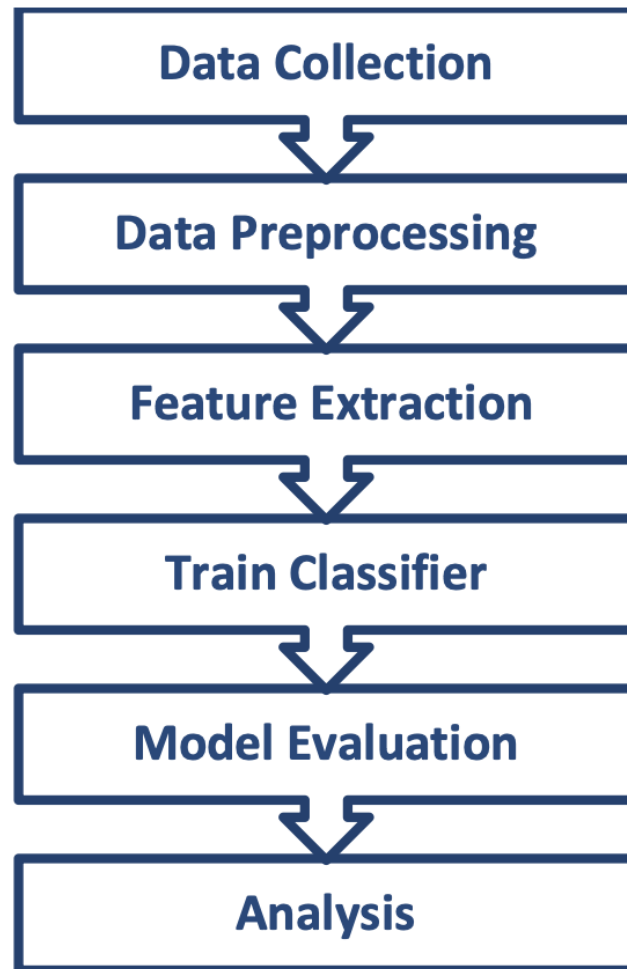 Data Collection
Data Preprocessing
Feature Extraction
Train Classifier
Model Evaluation
Analysis